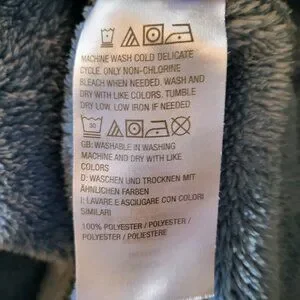 MACHINE WASH COLD DELICATE
CYCLE. ONLY NON-CHLORINE
BLEACH WHEN NEEDED. WASH AND
DRY WITH LIKE COLORS. TUMBLE
DRY LOW. LOW IRON IF NEEDED
30
GB: WASHABLE IN WASHING
MACHINE AND DRY WITH LIKE
COLORS
D: WASCHEN UND TROCKNEN MIT
ÄHNLICHEN FARBEN
I: LAVARE E ASCIUGARE CON COLORI
SIMILARI
100% POLYESTER / POLYESTER /
POLYESTER / POLIESTERE